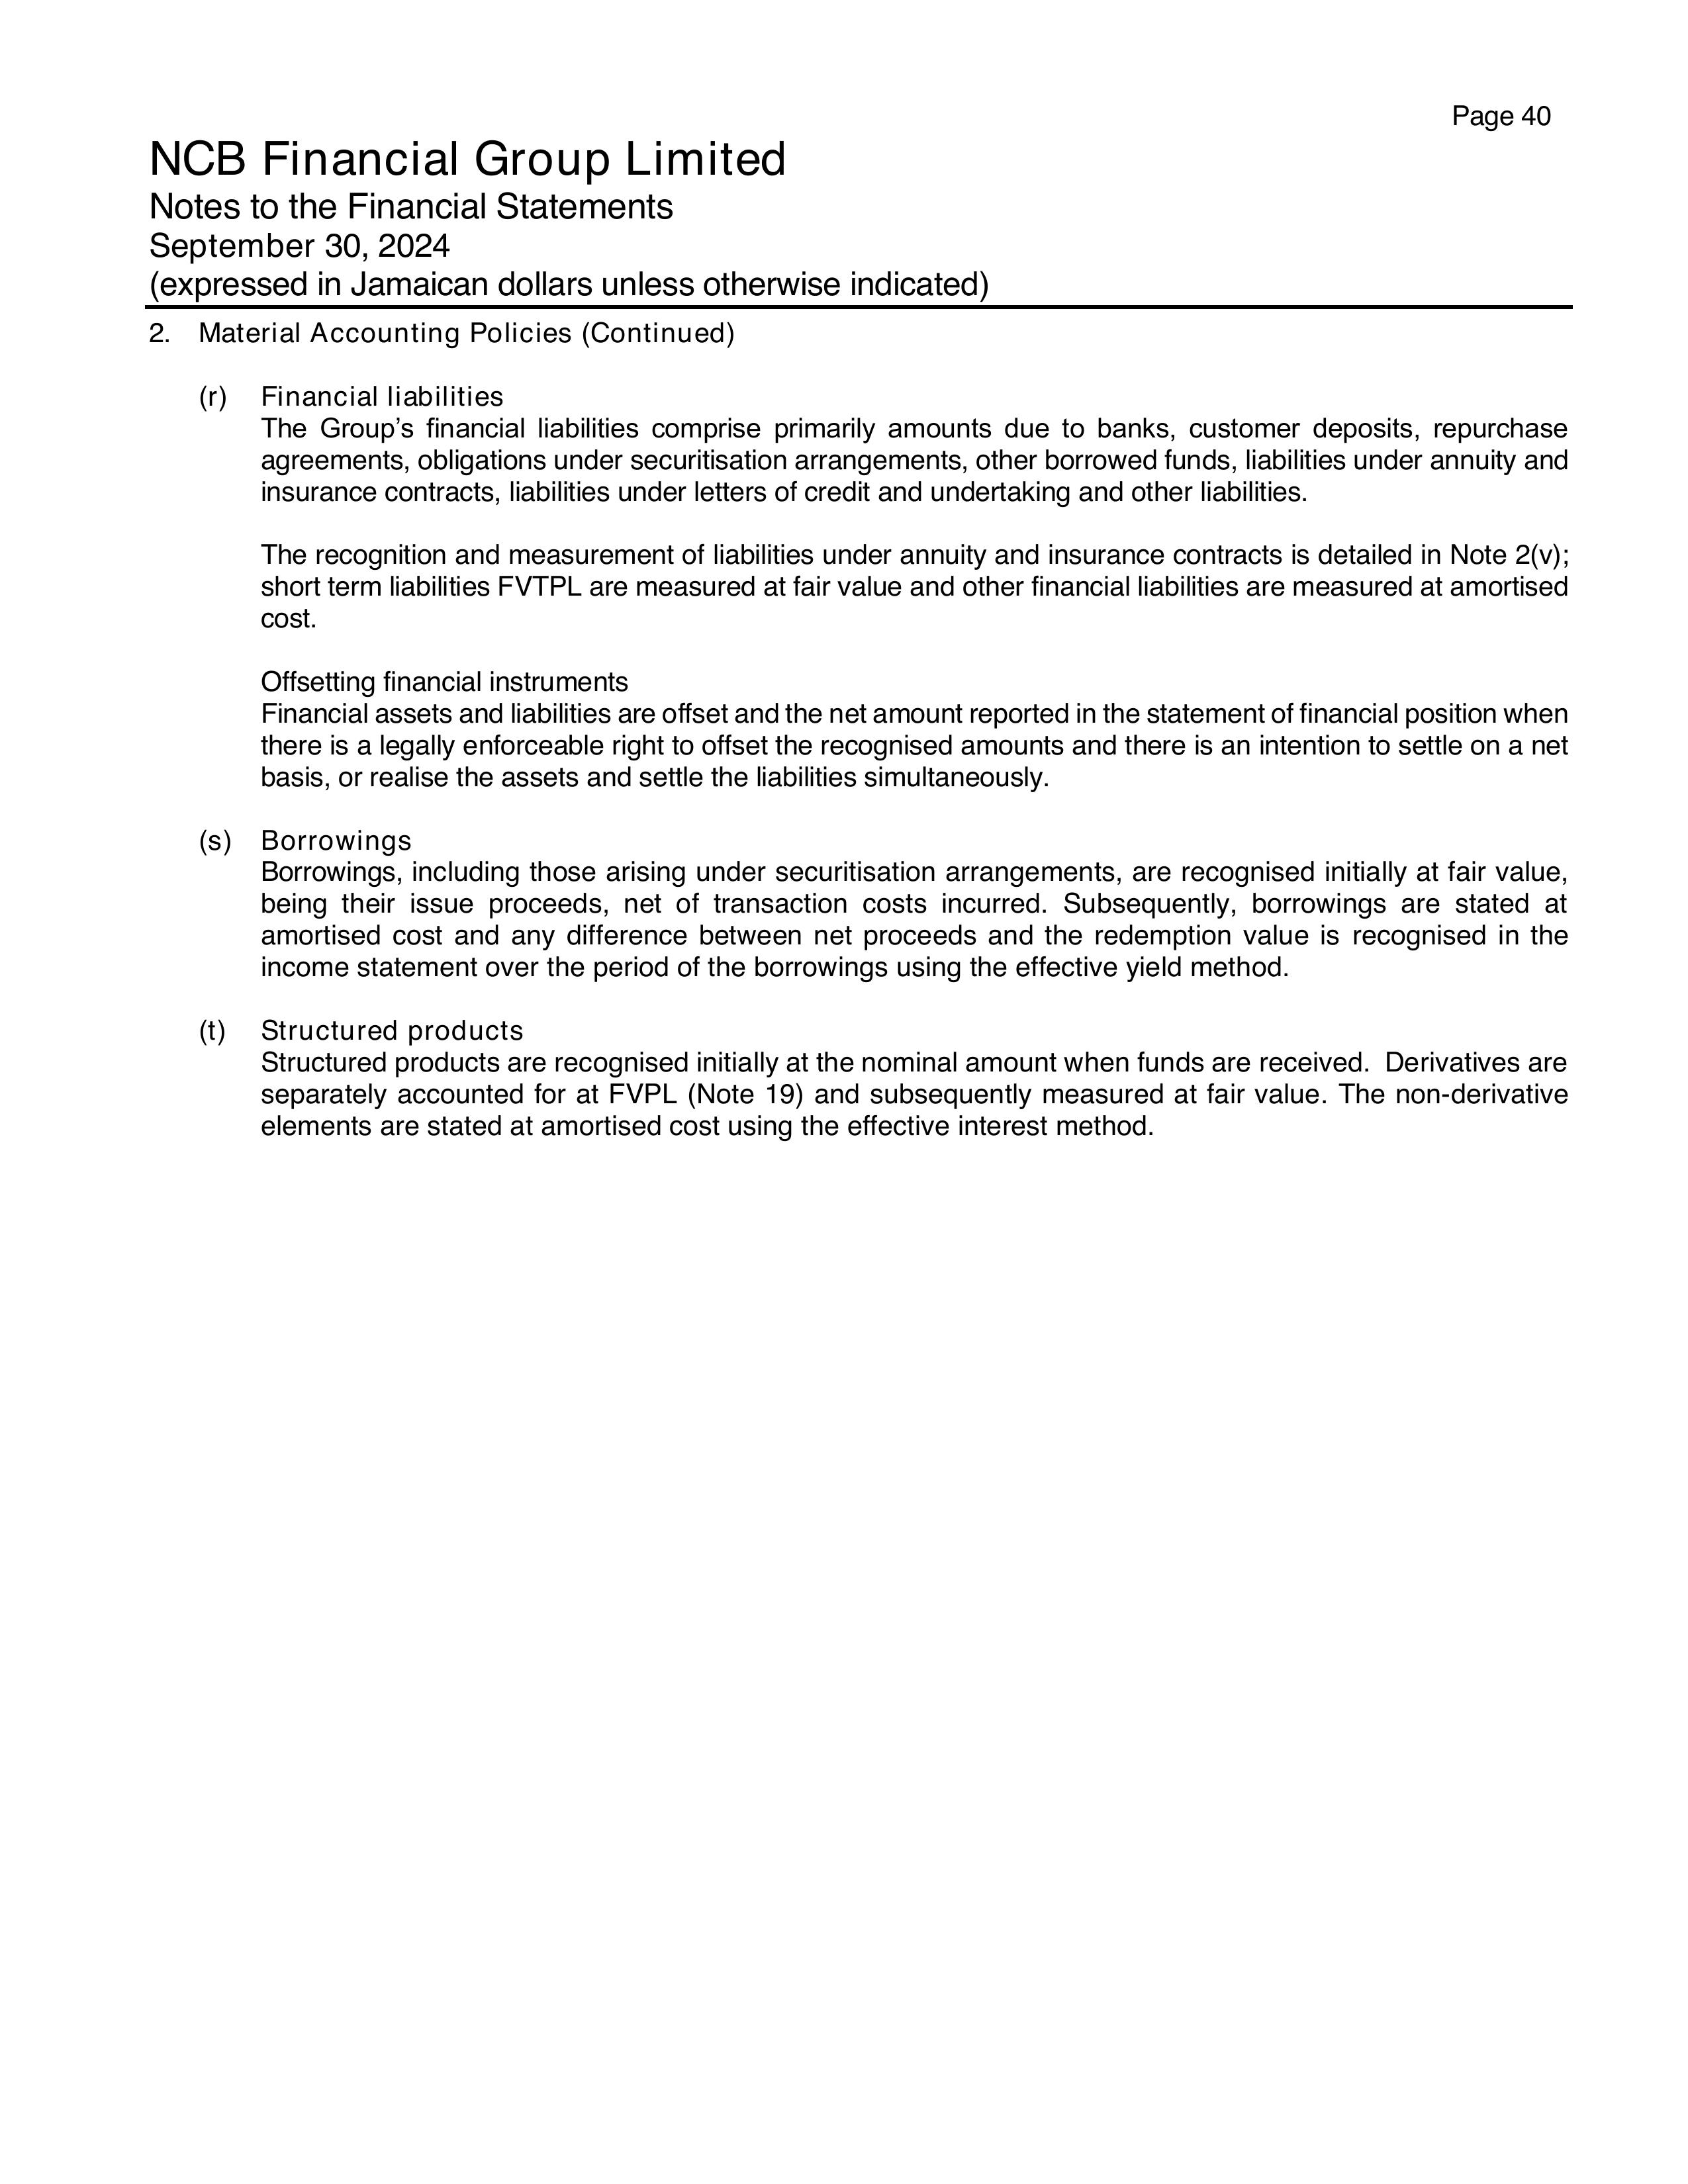 Page 40
NCB Financial Group Limited
Notes to the Financial Statements
September 30, 2024
(expressed in Jamaican dollars unless otherwise indicated)
2. Material Accounting Policies (Continued)
(r) Financial liabilities
The Group’s financial liabilities comprise primarily amounts due to banks, customer deposits, repurchase
agreements, obligations under securitisation arrangements, other borrowed funds, liabilities under annuity and
insurance contracts, liabilities under letters of credit and undertaking and other liabilities.
The recognition and measurement of liabilities under annuity and insurance contracts is detailed in Note 2(v);
short term liabilities FVTPL are measured at fair value and other financial liabilities are measured at amortised
cost.
Offsetting financial instruments
Financial assets and liabilities are offset and the net amount reported in the statement of financial position when
there is a legally enforceable right to offset the recognised amounts and there is an intention to settle on a net
basis, or realise the assets and settle the liabilities simultaneously.
(s) Borrowings
Borrowings, including those arising under securitisation arrangements, are recognised initially at fair value,
being their issue proceeds, net of transaction costs incurred. Subsequently, borrowings are stated at
amortised cost and any difference between net proceeds and the redemption value is recognised in the
income statement over the period of the borrowings using the effective yield method.
(t) Structured products
Structured products are recognised initially at the nominal amount when funds are received. Derivatives are
separately accounted for at FVPL (Note 19) and subsequently measured at fair value. The non-derivative
elements are stated at amortised cost using the effective interest method.